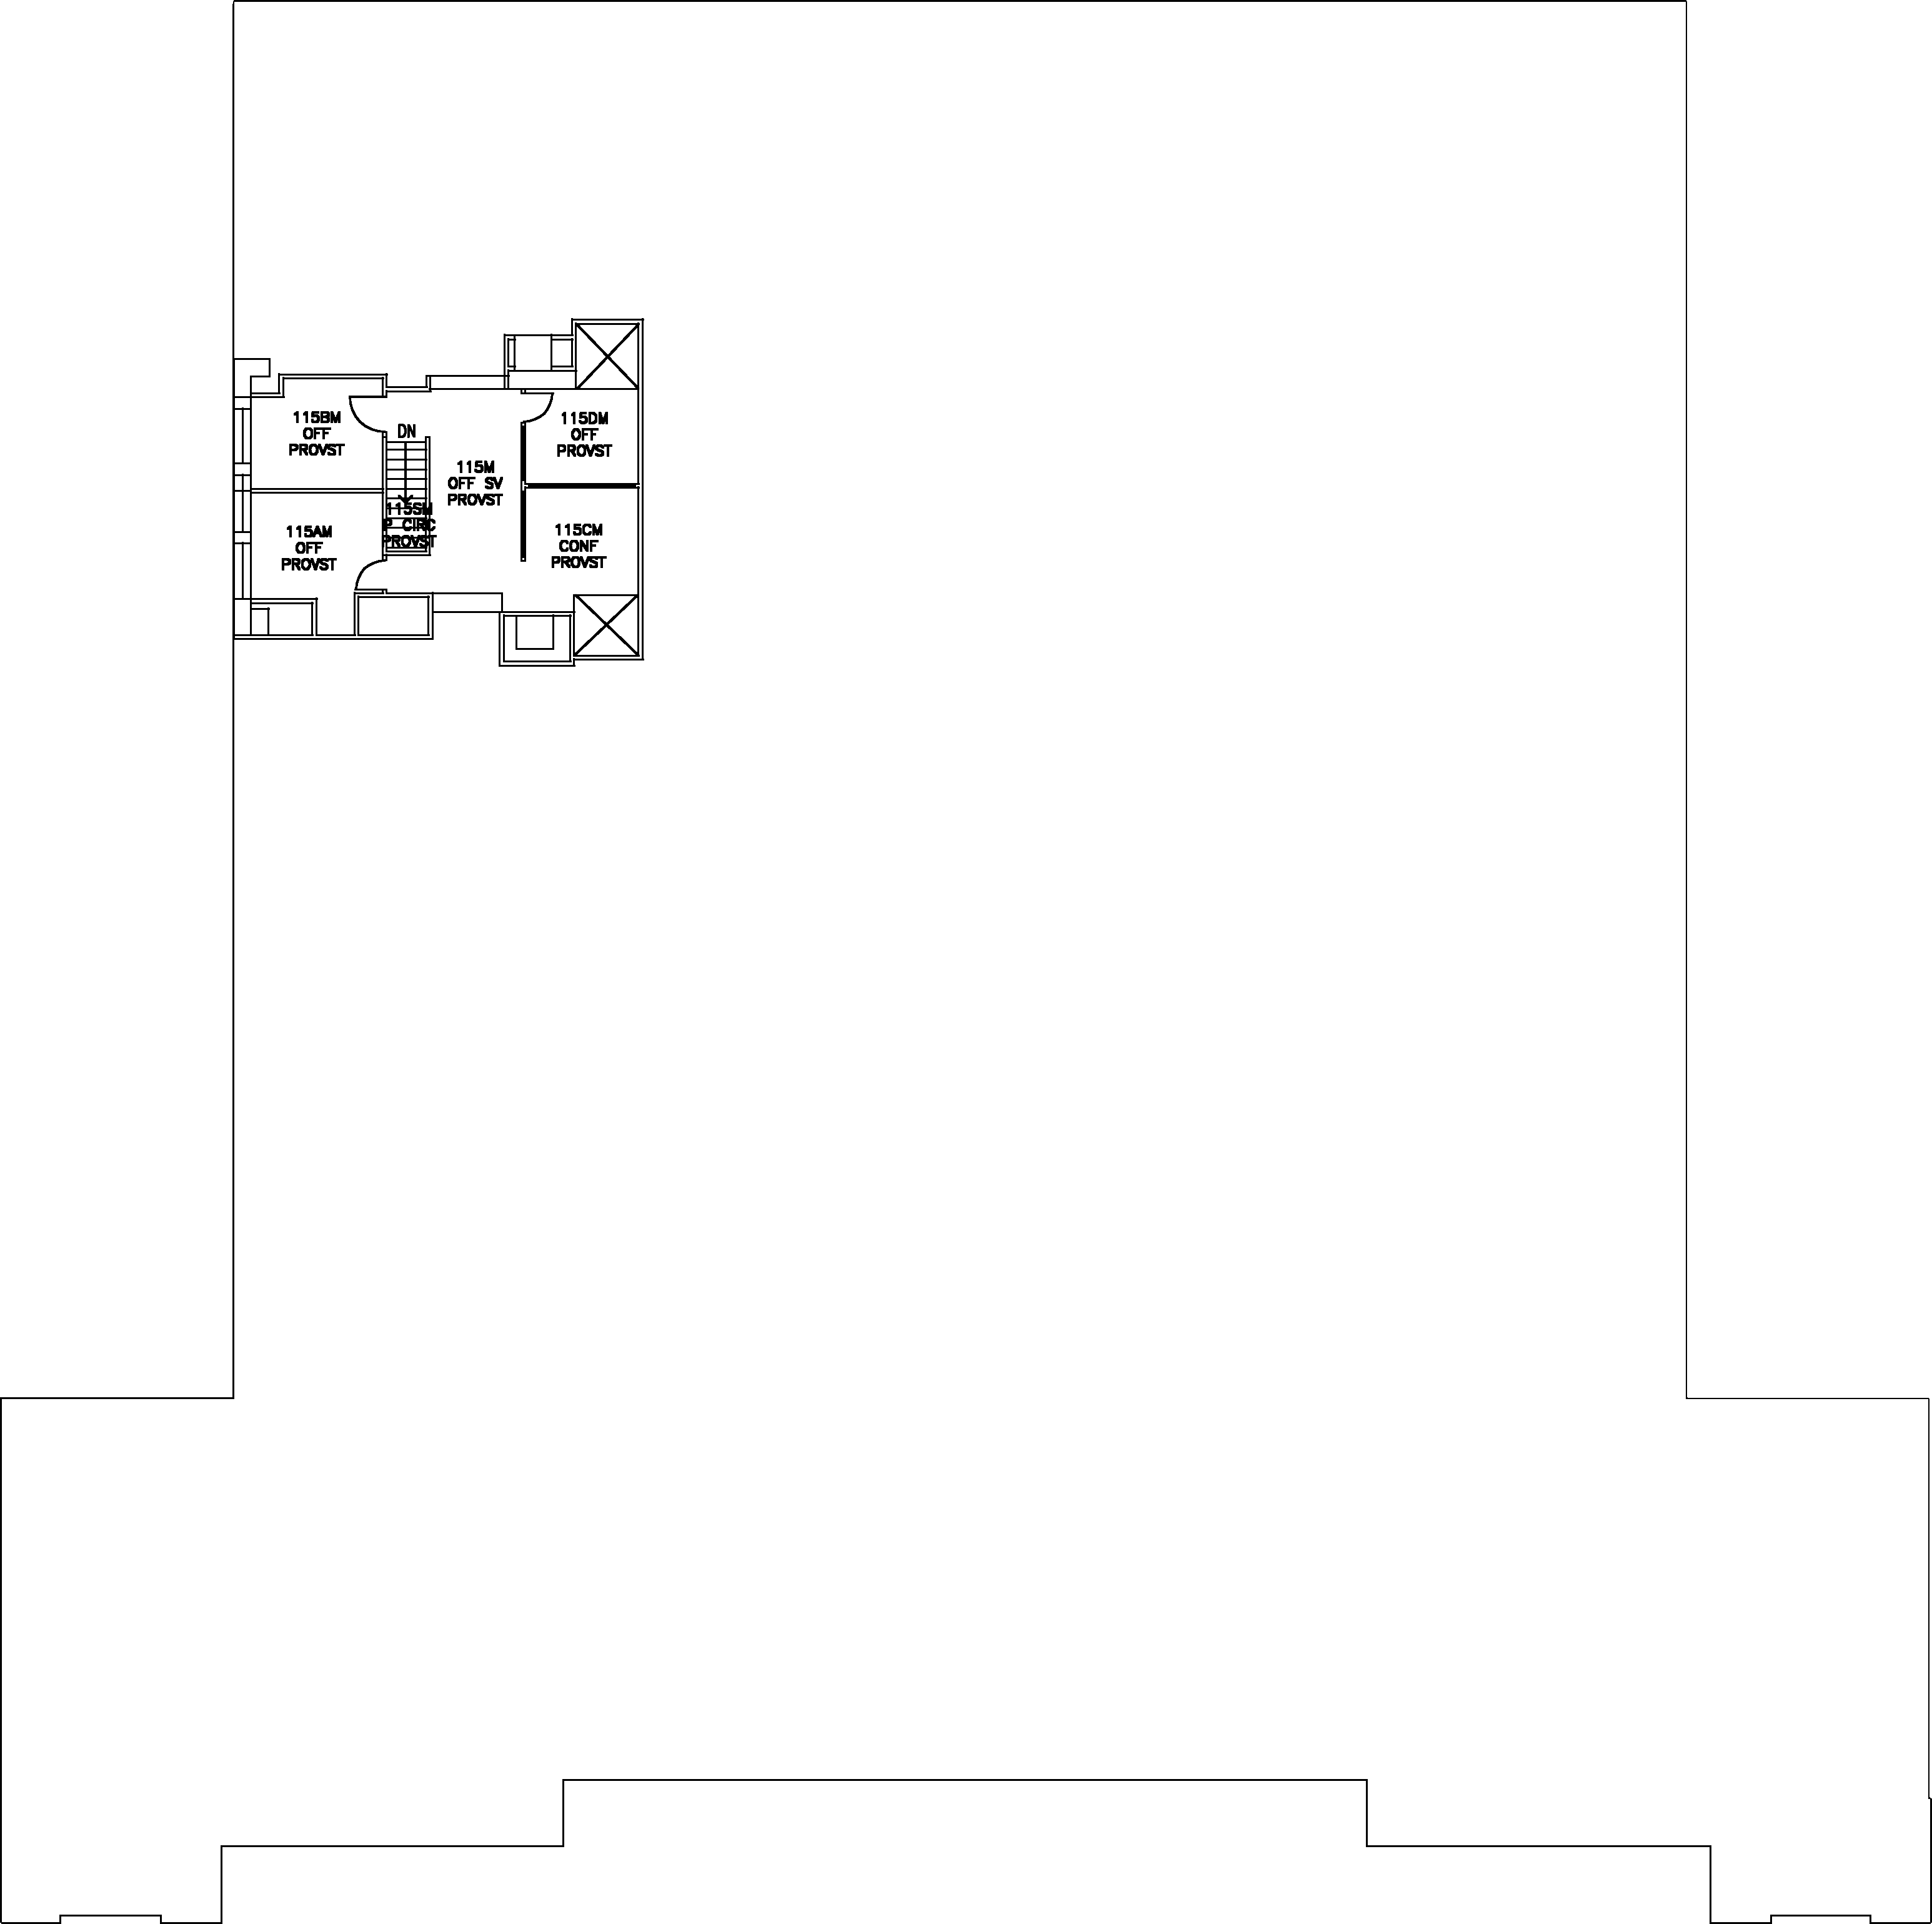 115BM
OFF
PROVST
DN
115DM
OFF
PROVST
115M
OFF SV
PROVST
115SM
P CIRC
PROVST
115AM
OFF
PROVST
115CM
CONF
PROVST